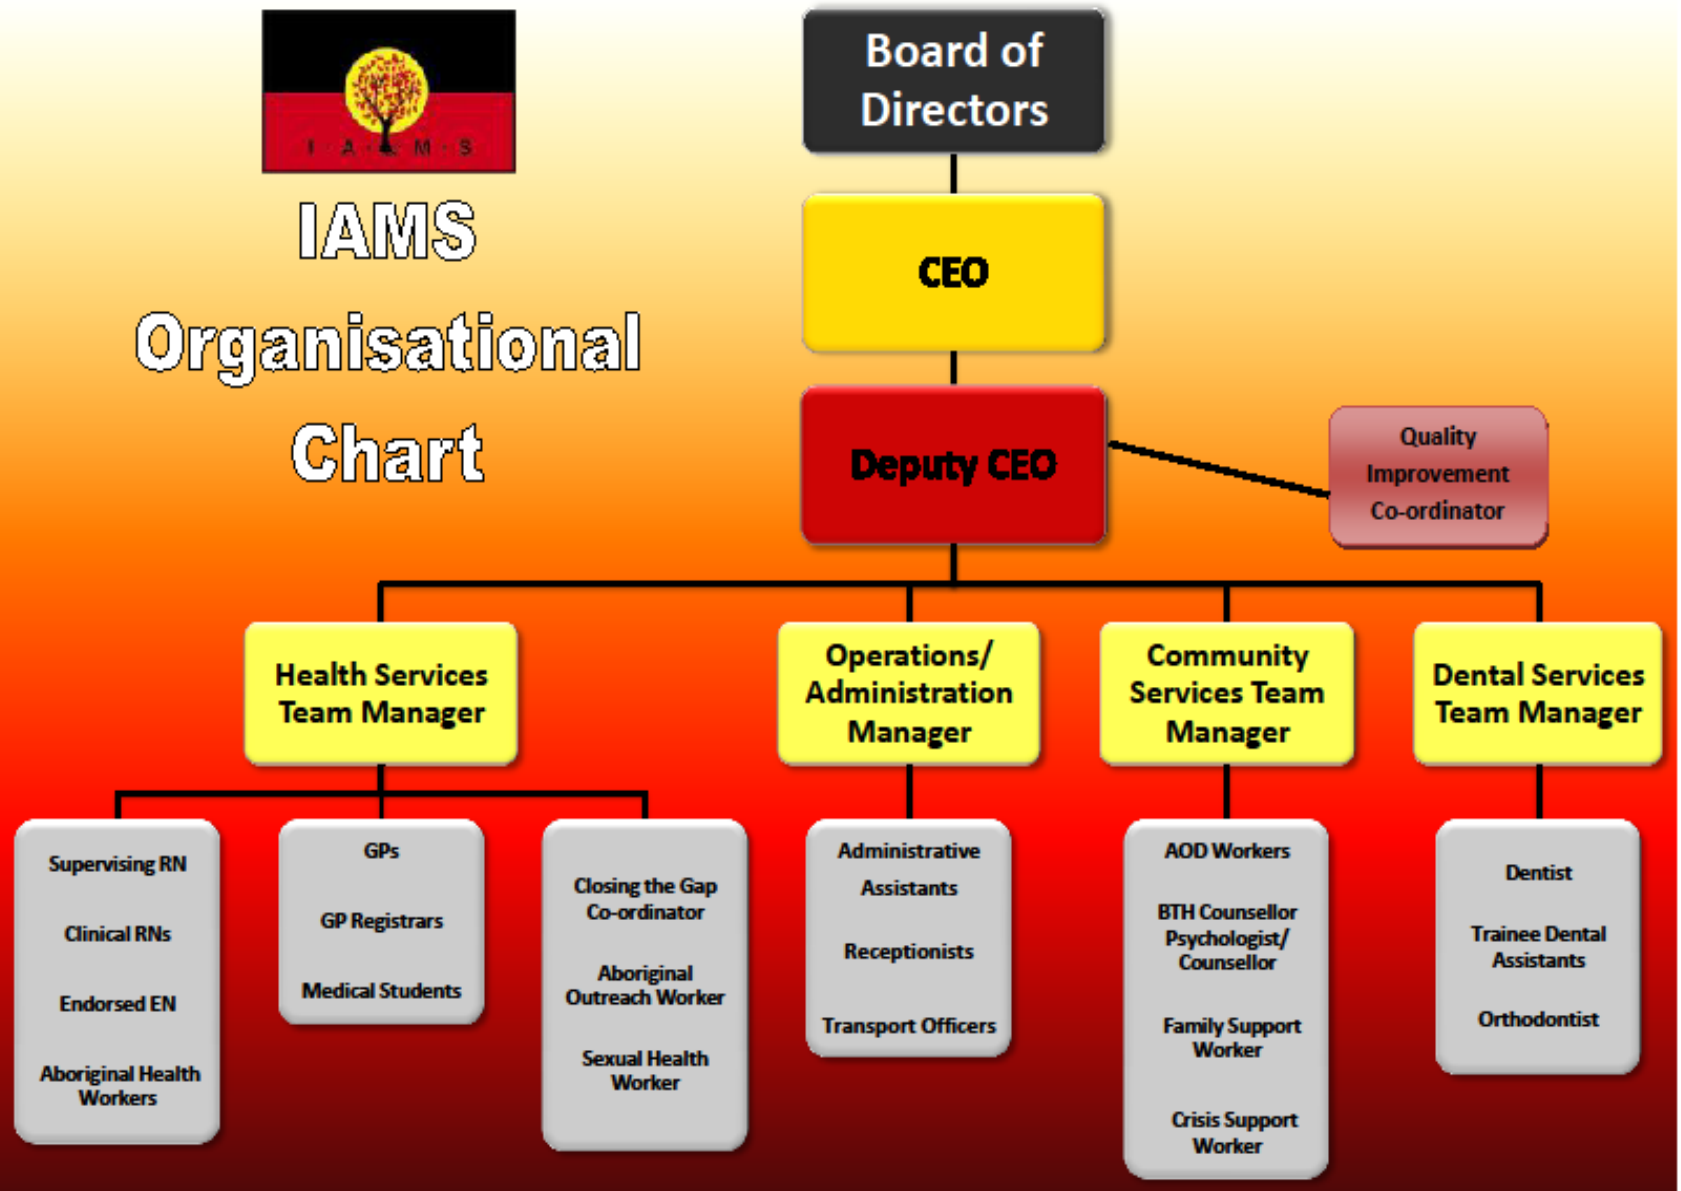 I - A - M - S
IAMS
Organisational
Chart
Board of
Directors
CEO
Deputy CEO
Quality
Improvement
Co-ordinator
Health Services
Team Manager
Operations/
Administration
Manager
Community
Services Team
Manager
Dental Services
Team Manager
Supervising RN
Clinical RNs
Endorsed EN
Aboriginal Health
Workers
GPs
GP Registrars
Medical Students
Closing the Gap
Co-ordinator
Aboriginal
Outreach Worker
Sexual Health
Worker
Administrative
Assistants
Receptionists
Transport Officers
AOD Workers
BTH Counsellor
Psychologist/
Counsellor
Family Support
Worker
Crisis Support
Worker
Dentist
Trainee Dental
Assistants
Orthodontist